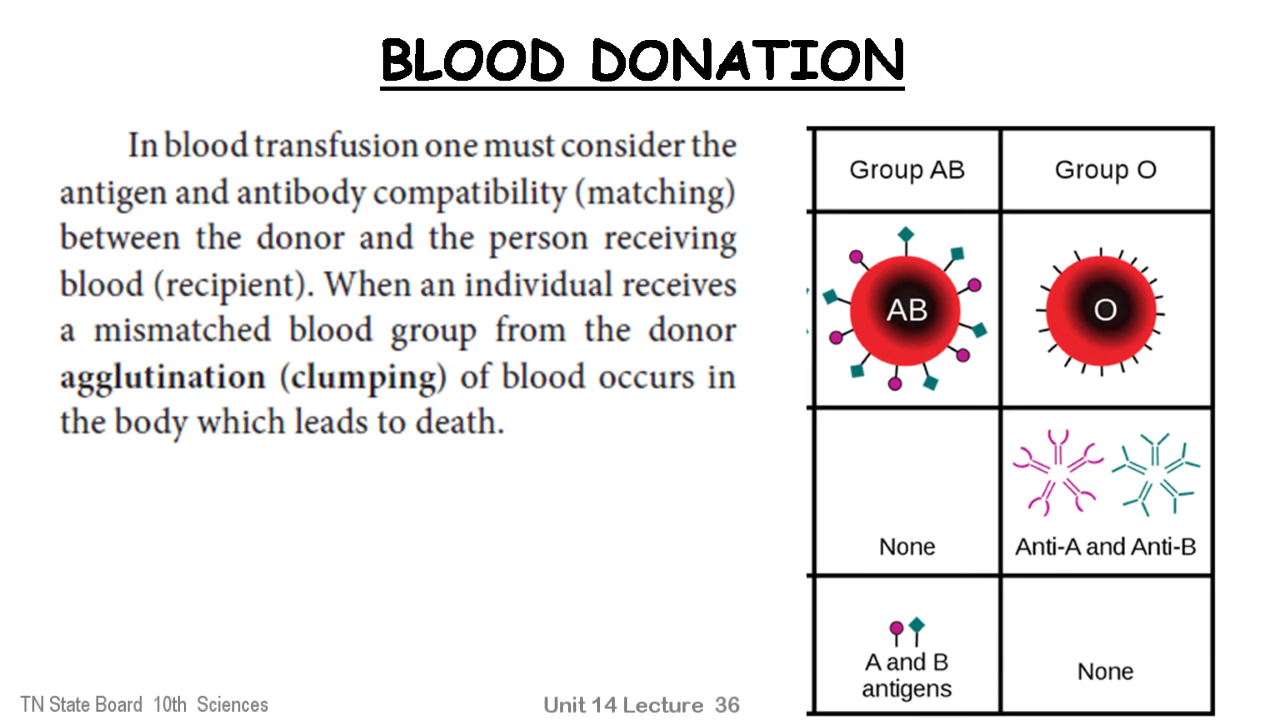 BLOOD DONATION
In blood transfusion one must consider the
antigen and antibody compatibility (matching)
between the donor and the person receiving
blood (recipient). When an individual receives
a mismatched blood group from the donor
agglutination (clumping) of blood occurs in
the body which leads to death.
Group AB
Group O
AB
O
None
Anti-A and Anti-B
A and B
antigens
None
TN State Board 10th Sciences
Unit 14 Lecture 36